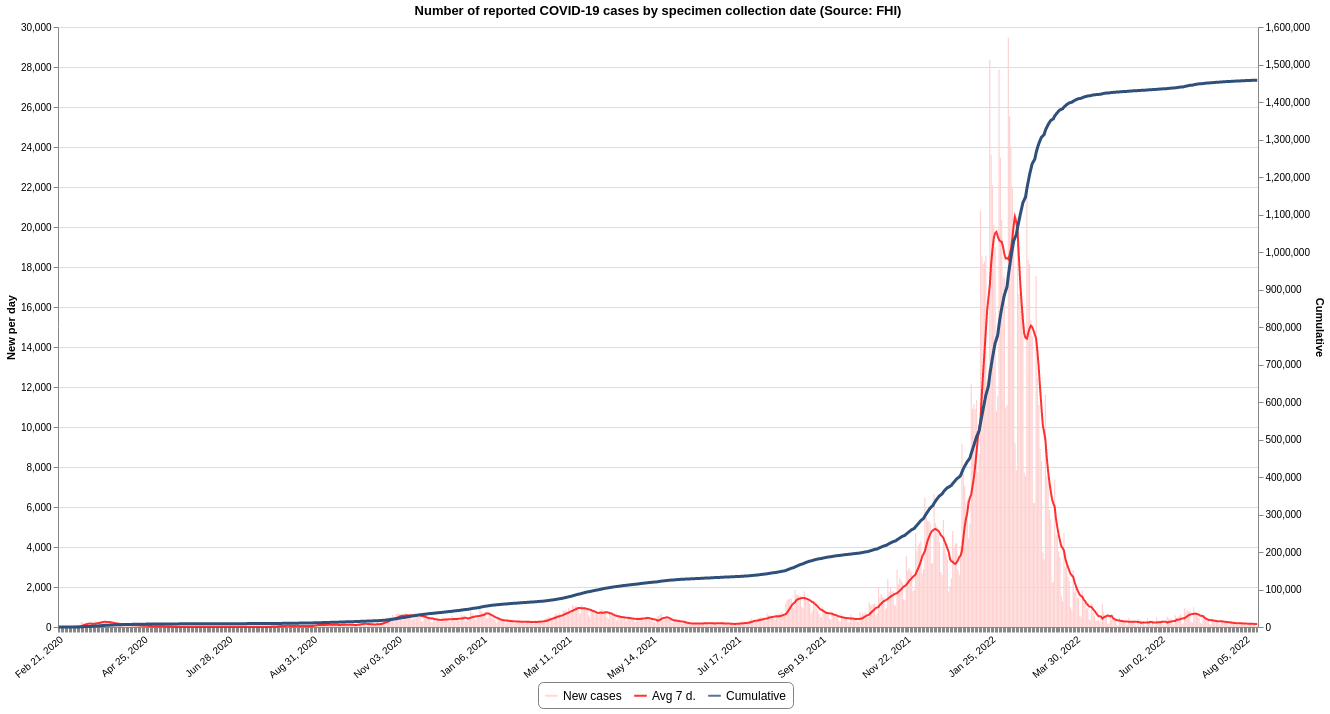 Number of reported COVID-19 cases by specimen collection date (Source: FHI)
30,000
28,000
26,000
24,000
22,000
20,000
18,000
16,000
14,000
12,000
10,000
8,000
6,000
4,000
2,000
0
New per day
1,600,000
1,500,000
1,400,000
1,300,000
1,200,000
1,100,000
1,000,000
900,000
800,000
700,000
600,000
500,000
400,000
300,000
200,000
100,000
0
Cumulative
Feb 21, 2020
Apr 25, 2020
Jun 28, 2020
Aug 31, 2020
Nov 03, 2020
Jan 06, 2021
Mar 11, 2021
May 14, 2021
Jul 17, 2021
Sep 19, 2021
Nov 22, 2021
Jan 25, 2022
Mar 30, 2022
Jun 02, 2022
Aug 05, 2022
New cases Avg 7 d. Cumulative